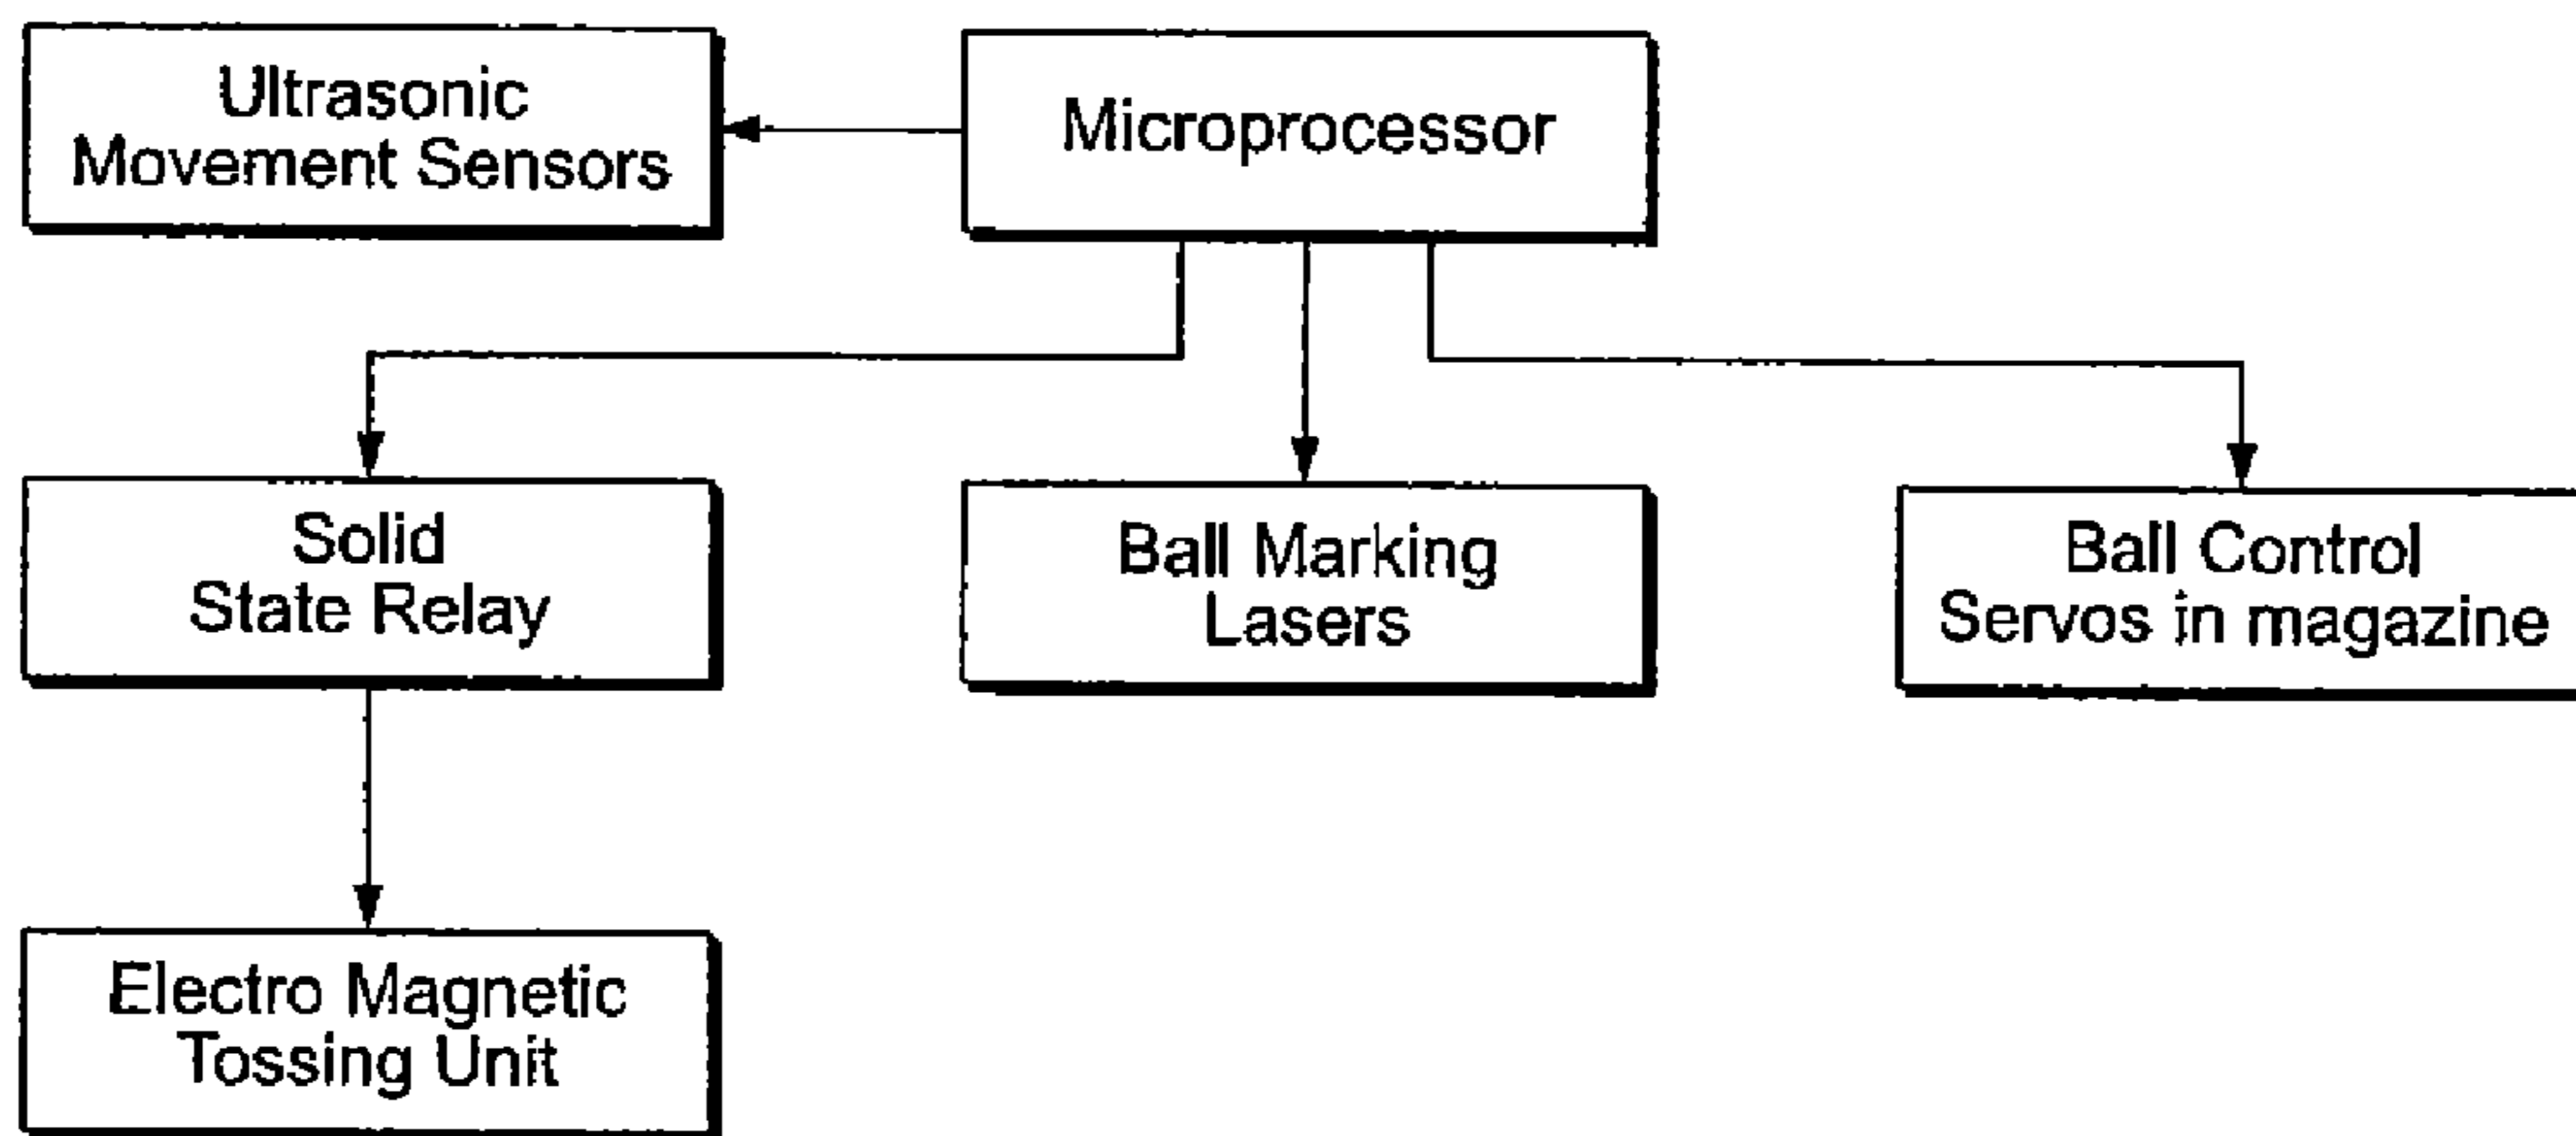 Ultrasonic
Movement Sensors
Microprocessor
Solid
State Relay
Ball Marking
Lasers
Ball Control
Servos in magazine
Electro Magnetic
Tossing Unit